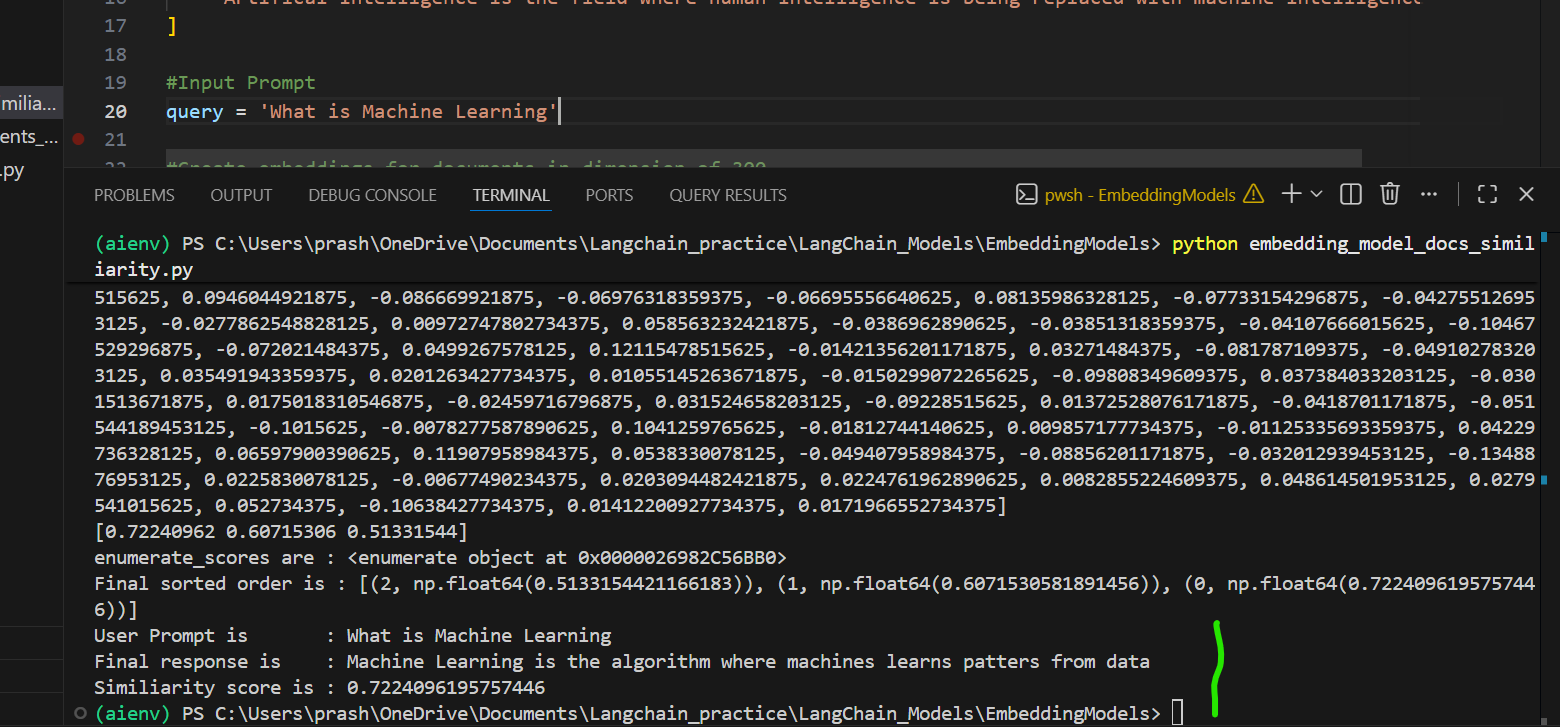 16 Artifical intelligence is the field where human intelligence is being replaced with machine intelligenc
17 ]
18
19 #Input Prompt
milia...
20 query = 'What is Machine Learning'
ents_...
21
.py
22 #Create embeddings for documents in dimension of 300
PROBLEMS OUTPUT DEBUG CONSOLE TERMINAL PORTS QUERY RESULTS pwsh - EmbeddingModels
(aienv) PS C:\Users\prash\OneDrive\Documents\Langchain_practice\LangChain_Models\EmbeddingModels> python embedding_model_docs_simil
iarity.py
515625, 0.0946044921875, -0.086669921875, -0.06976318359375, -0.06695556640625, 0.08135986328125, -0.07733154296875, -0.04275512695
3125, -0.0277862548828125, 0.00972747802734375, 0.058563232421875, -0.0386962890625, -0.03851318359375, -0.04107666015625, -0.10467
529296875, -0.072021484375, 0.0499267578125, 0.12115478515625, -0.01421356201171875, 0.03271484375, -0.081787109375, -0.04910278320
3125, 0.035491943359375, 0.0201263427734375, 0.01055145263671875, -0.0150299072265625, -0.09808349609375, 0.037384033203125, -0.030
1513671875, 0.0175018310546875, -0.02459716796875, 0.031524658203125, -0.09228515625, 0.01372528076171875, -0.0418701171875, -0.051
544189453125, -0.1015625, -0.0078277587890625, 0.1041259765625, -0.01812744140625, 0.009857177734375, -0.01125335693359375, 0.04229
736328125, 0.06597900390625, 0.11907958984375, 0.0538330078125, -0.049407958984375, -0.08856201171875, -0.032012939453125, -0.13488
76953125, 0.0225830078125, -0.00677490234375, 0.0203094482421875, 0.0224761962890625, 0.0082855224609375, 0.048614501953125, 0.0279
541015625, 0.052734375, -0.10638427734375, 0.01412200927734375, 0.0171966552734375]
[0.72240962 0.60715306 0.51331544]
enumerate_scores are : <enumerate object at 0x0000026982C56BB0>
Final sorted order is : [(2, np.float64(0.5133154421166183)), (1, np.float64(0.6071530581891456)), (0, np.float64(0.722409619575744
6))]
User Prompt is : What is Machine Learning
Final response is : Machine Learning is the algorithm where machines learns patters from data
Similiarity score is : 0.7224096195757446
(aienv) PS C:\Users\prash\OneDrive\Documents\Langchain_practice\LangChain_Models\EmbeddingModels>